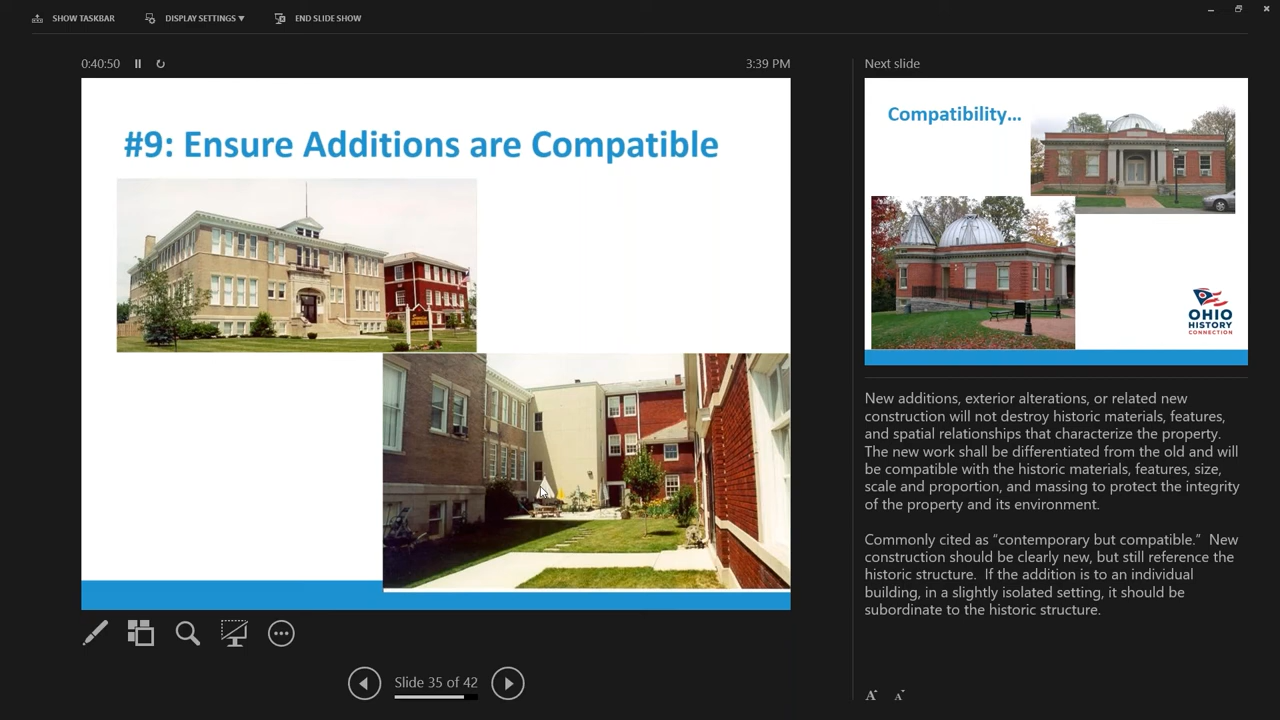 SHOW TASKBAR
DISPLAY SETTINGS ▼
END SLIDE SHOW
0:40:50
3:39 PM
#9: Ensure Additions are Compatible
Slide 35 of 42
Next slide
Compatibility...
OHIO
HISTORY
CONNECTION
New additions, exterior alterations, or related new
construction will not destroy historic materials, features,
and spatial relationships that characterize the property.
The new work shall be differentiated from the old and will
be compatible with the historic materials, features, size,
scale and proportion, and massing to protect the integrity
of the property and its environment.
Commonly cited as “contemporary but compatible.”  New
construction should be clearly new, but still reference the
historic structure.  If the addition is to an individual
building, in a slightly isolated setting, it should be
subordinate to the historic structure.
A A